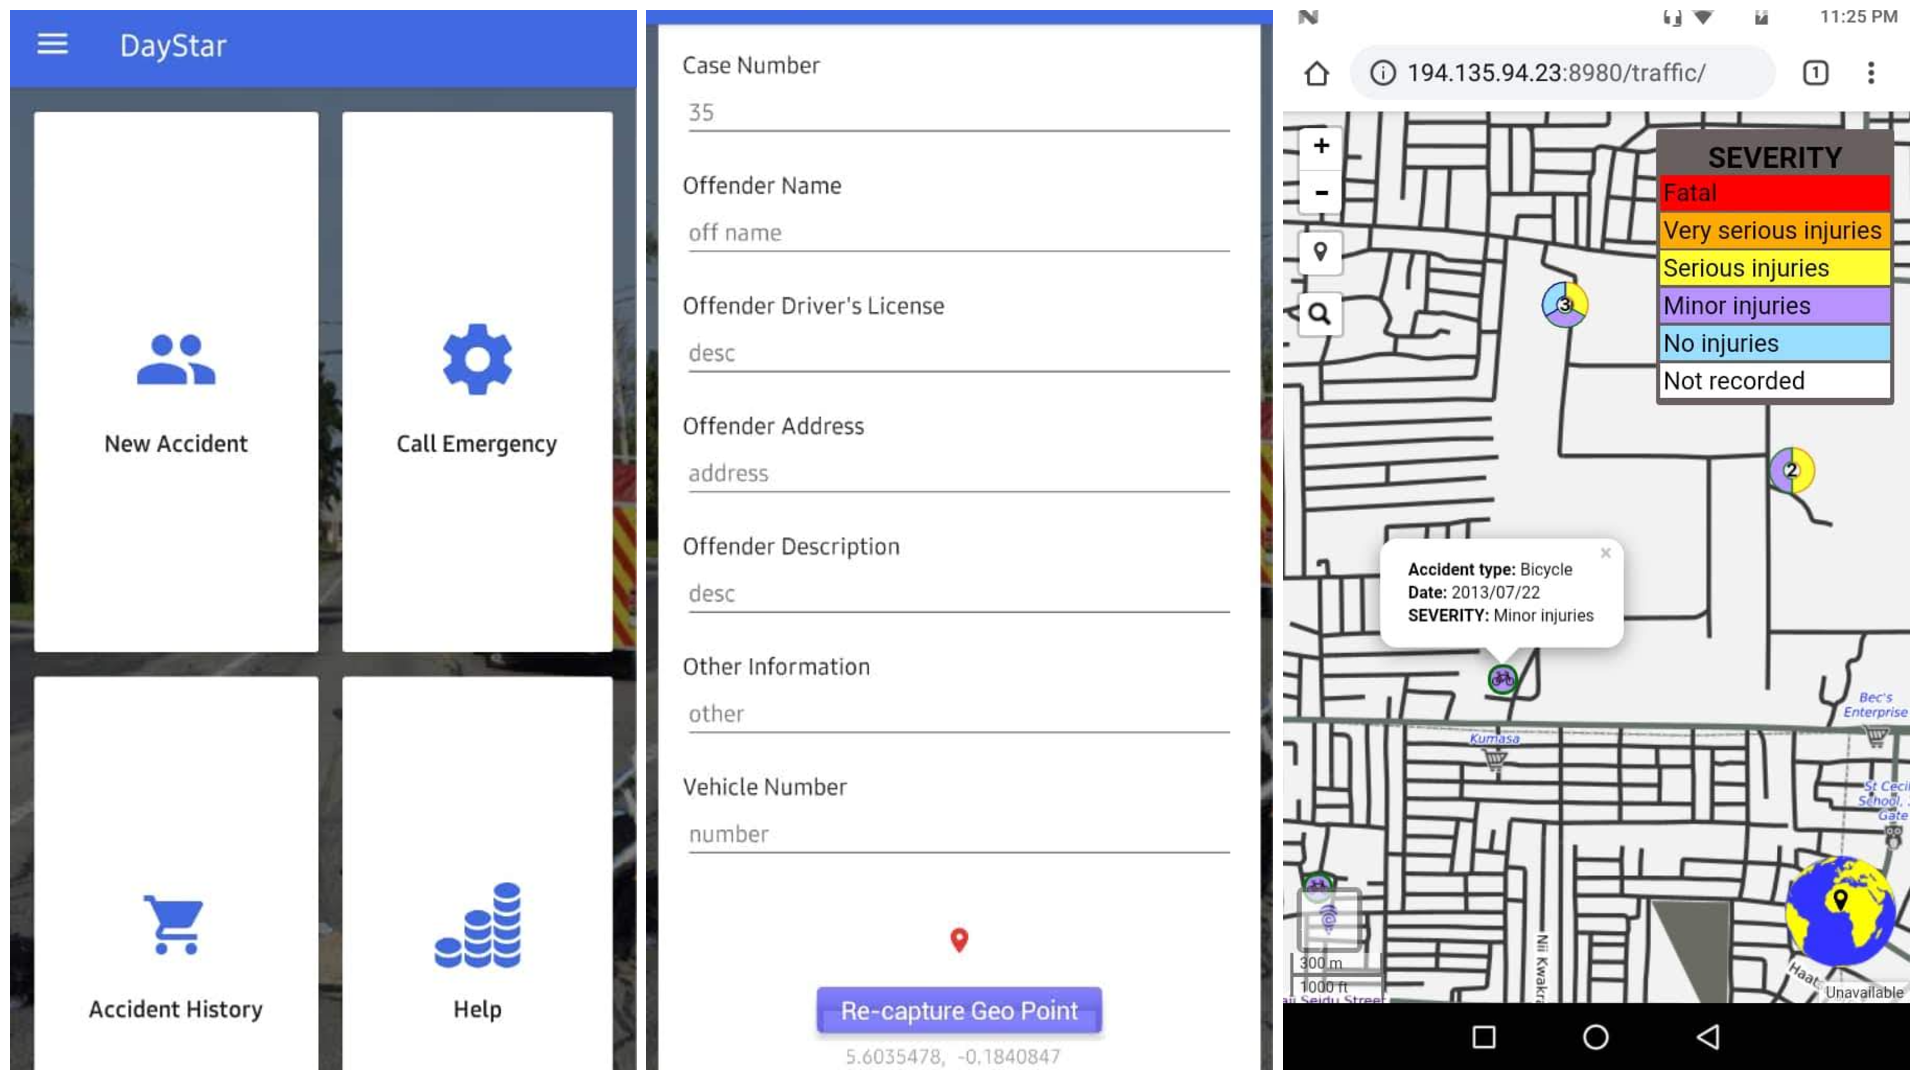 DayStar
New Accident
Call Emergency
Accident History
Help
Case Number
35
Offender Name
off name
Offender Driver's License
desc
Offender Address
address
Offender Description
desc
Other Information
other
Vehicle Number
number
Re-capture Geo Point
5.6035478, -0.1840847
11:25 PM
194.135.94.23:8980/traffic/
1
+
-
SEVERITY
Fatal
Very serious injuries
Serious injuries
Minor injuries
No injuries
Not recorded
3
2
×
Accident type: Bicycle
Date: 2013/07/22
SEVERITY: Minor injuries
Bec's
Enterprise
Kumasa
St Cecil
School,
Gate
Nii Kwakr
300 m
1000 ft
Seidu Street
Haats
Unavailable